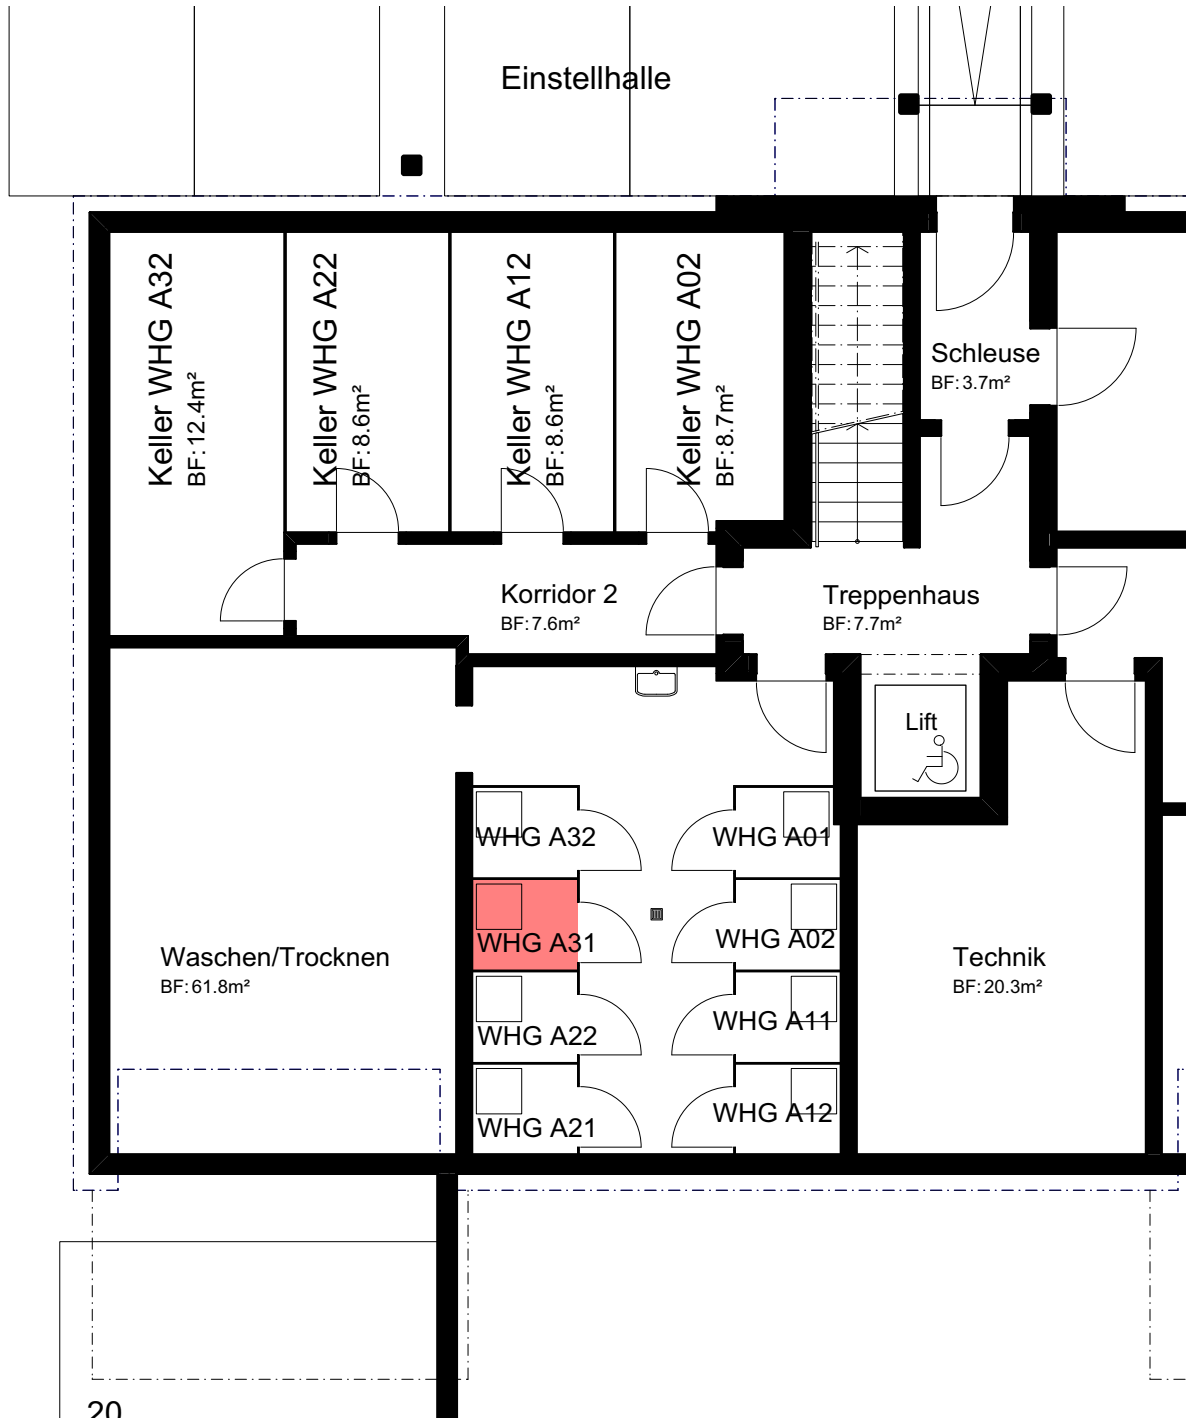 Einstellhalle
Keller WHG A32
BF: 12.4m²
Keller WHG A22
BF: 8.6m²
Keller WHG A12
BF: 8.6m²
Keller WHG A02
BF: 8.7m²
Schleuse
BF: 3.7m²
Korridor 2
BF: 7.6m²
Treppenhaus
BF: 7.7m²
Lift
WHG A32
WHG A01
WHG A31
WHG A02
Waschen/Trocknen
BF: 61.8m²
Technik
BF: 20.3m²
WHG A22
WHG A11
WHG A21
WHG A12
20